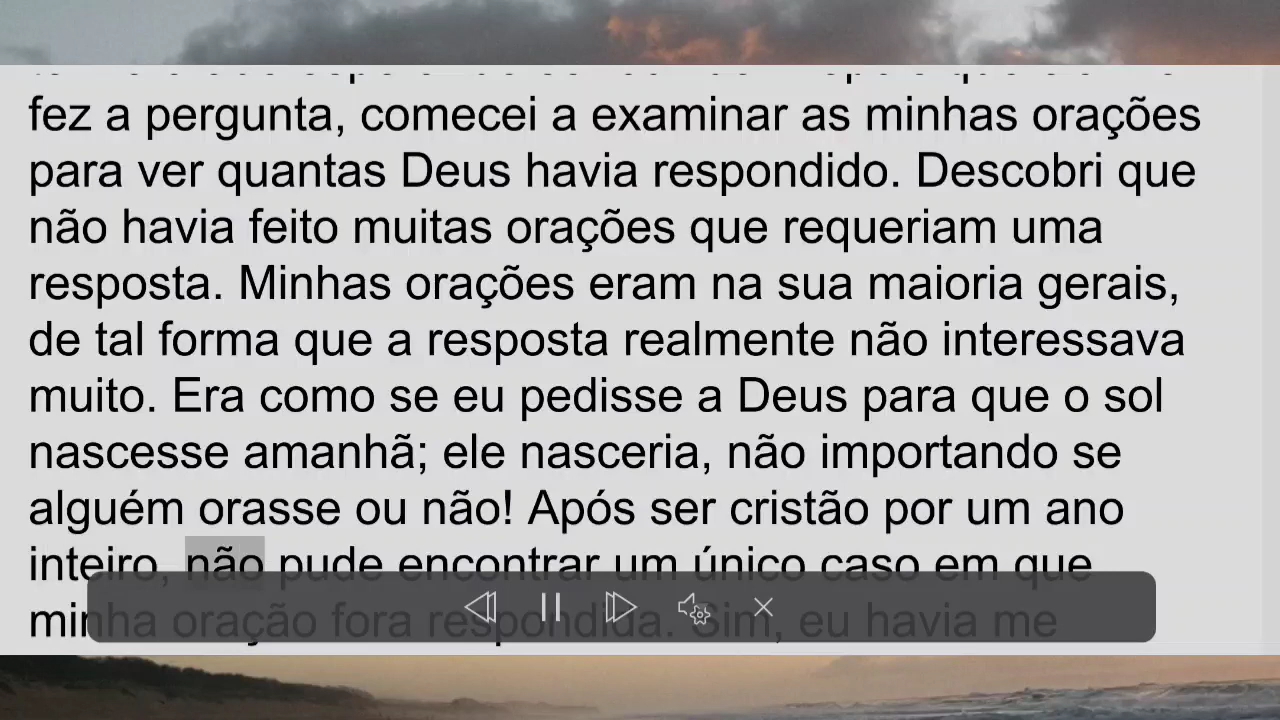 fez a pergunta, comecei a examinar as minhas orações
para ver quantas Deus havia respondido. Descobri que
não havia feito muitas orações que requeriam uma
resposta. Minhas orações eram na sua maioria gerais,
de tal forma que a resposta realmente não interessava
muito. Era como se eu pedisse a Deus para que o sol
nascesse amanhã; ele nasceria, não importando se
alguém orasse ou não! Após ser cristão por um ano
inteiro, não pude encontrar um único caso em que
minha oração fora respondida. Sim, eu havia me